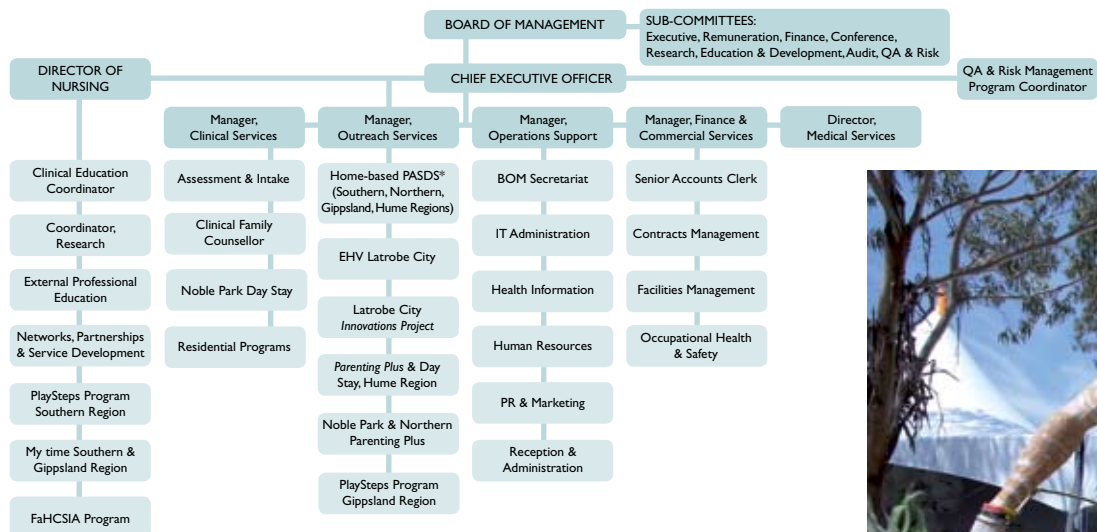 BOARD OF MANAGEMENT
SUB-COMMITTEES:
Executive, Remuneration, Finance, Conference,
Research, Education & Development, Audit, QA & Risk
DIRECTOR OF
NURSING
CHIEF EXECUTIVE OFFICER
QA & Risk Management
Program Coordinator
Manager,
Clinical Services
Manager,
Outreach Services
Manager,
Operations Support
Manager, Finance &
Commercial Services
Director,
Medical Services
Clinical Education
Coordinator
Coordinator,
Research
External Professional
Education
Networks, Partnerships
& Service Development
PlaySteps Program
Southern Region
My time Southern &
Gippsland Region
FaHCSIA Program
Assessment & Intake
Clinical Family
Counsellor
Noble Park Day Stay
Residential Programs
Home-based PASDS*
(Southern, Northern,
Gippsland, Hume Regions)
EHV Latrobe City
Latrobe City
Innovations Project
Parenting Plus & Day
Stay, Hume Region
Noble Park & Northern
Parenting Plus
PlaySteps Program
Gippsland Region
BOM Secretariat
IT Administration
Health Information
Human Resources
PR & Marketing
Reception &
Administration
Senior Accounts Clerk
Contracts Management
Facilities Management
Occupational Health
& Safety